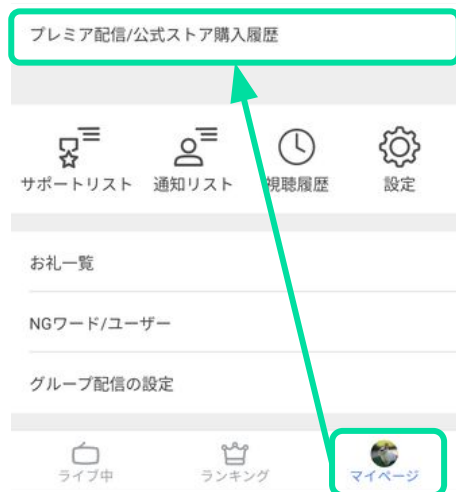 プレミア配信/公式ストア購入履歴
サポートリスト 通知リスト 視聴履歴 設定
お礼一覧
NGワード/ユーザー
グループ配信の設定
ライブ中 ランキング マイページ